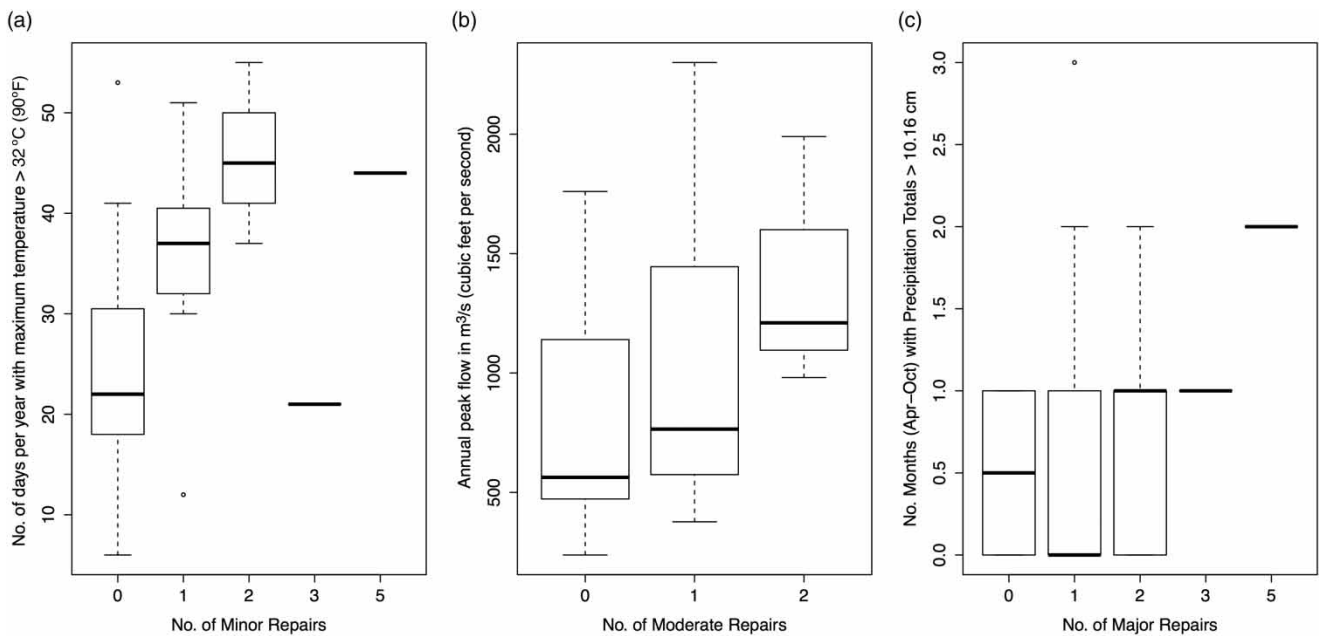 (a)
No. of days per year with maximum temperature > 32°C (90°F)
50
40
30
20
10
0 1 2 3 5
No. of Minor Repairs
(b)
Annual peak flow in m³/s (cubic feet per second)
2000
1500
1000
500
0 1 2
No. of Moderate Repairs
(c)
No. Months (Apr–Oct) with Precipitation Totals > 10.16 cm
3.0
2.5
2.0
1.5
1.0
0.5
0.0
0 1 2 3 5
No. of Major Repairs